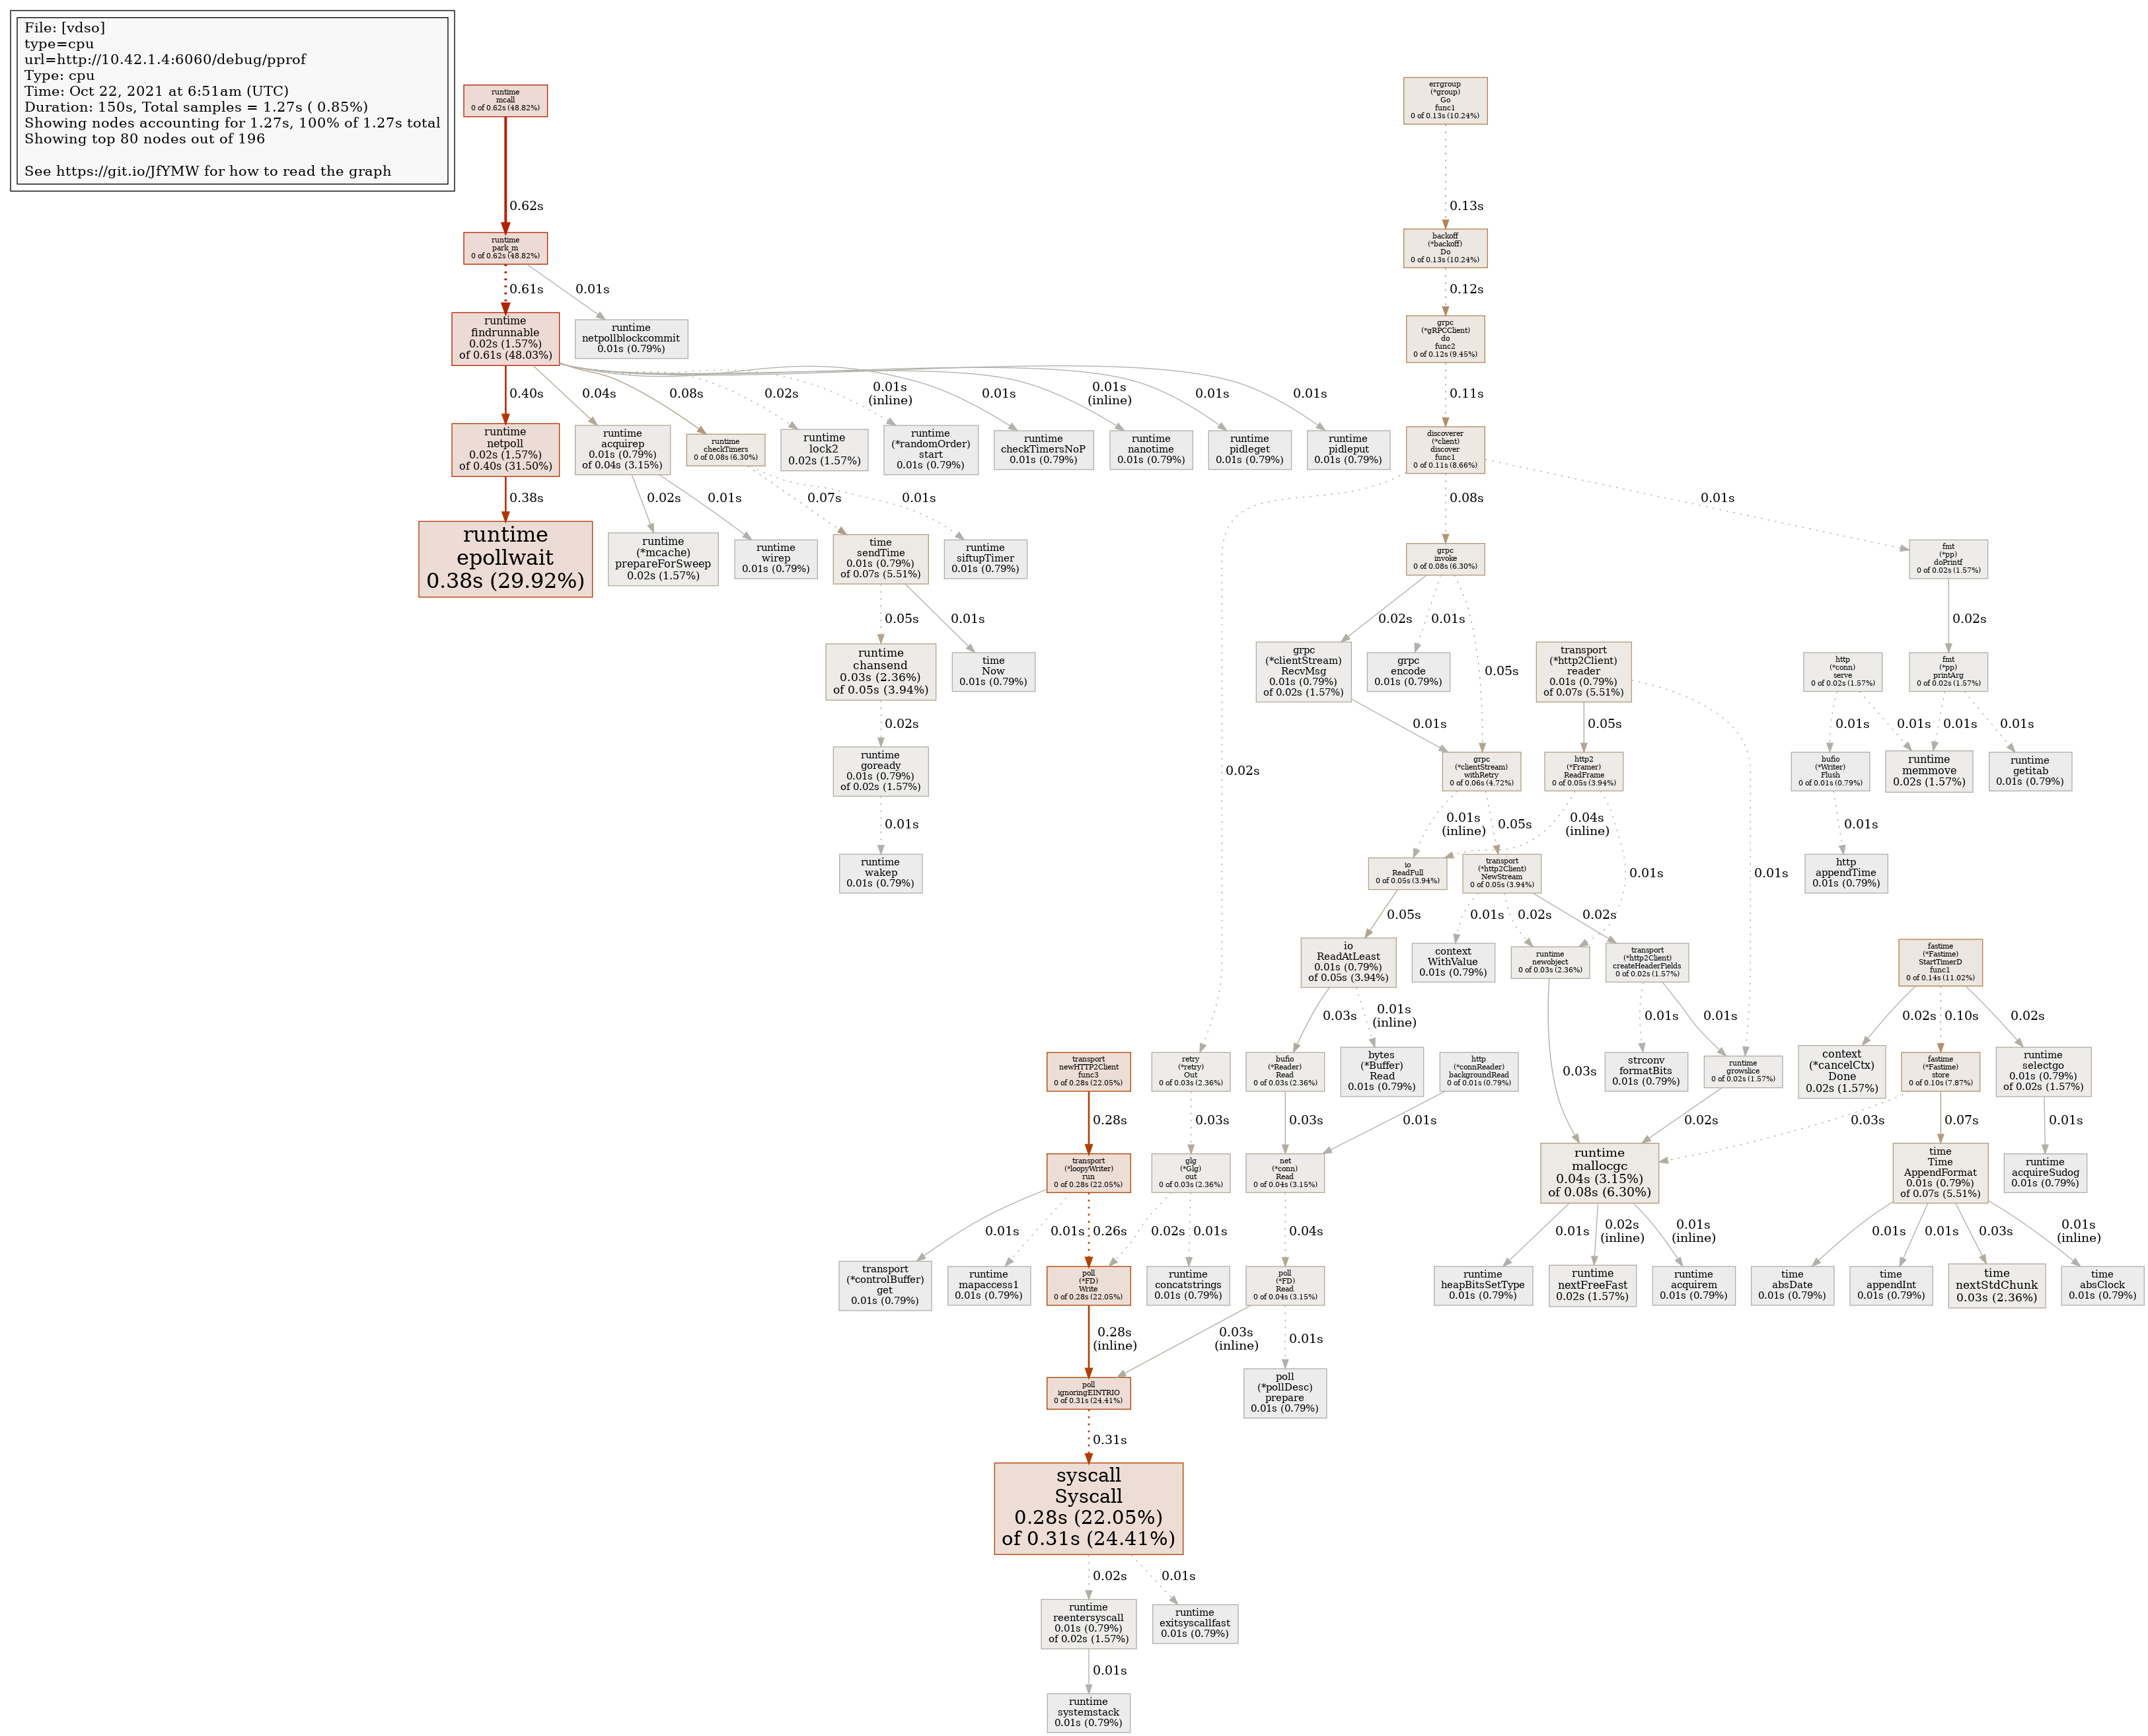 File: [vdso]
type=cpu
url=http://10.42.1.4:6060/debug/pprof
Type: cpu
Time: Oct 22, 2021 at 6:51am (UTC)
Duration: 150s, Total samples = 1.27s ( 0.85%)
Showing nodes accounting for 1.27s, 100% of 1.27s total
Showing top 80 nodes out of 196
See https://git.io/JfYMW for how to read the graph
runtime
mcall
0 of 0.62s (48.82%)
errgroup
(*group)
Go
func1
0 of 0.13s (10.24%)
0.62s
0.13s
runtime
park_m
0 of 0.62s (48.82%)
backoff
(*backoff)
Do
0 of 0.13s (10.24%)
0.61s
0.01s
0.12s
runtime
findrunnable
0.02s (1.57%)
of 0.61s (48.03%)
runtime
netpollblockcommit
0.01s (0.79%)
grpc
(*gRPCClient)
do
func2
0 of 0.12s (9.45%)
0.40s
0.04s
0.08s
0.02s
0.01s
(inline)
0.01s
0.01s
(inline)
0.01s
0.01s
0.11s
runtime
netpoll
0.02s (1.57%)
of 0.40s (31.50%)
runtime
acquirep
0.01s (0.79%)
of 0.04s (3.15%)
runtime
checkTimers
0 of 0.08s (6.30%)
runtime
lock2
0.02s (1.57%)
runtime
(*randomOrder)
start
0.01s (0.79%)
runtime
checkTimersNoP
0.01s (0.79%)
runtime
nanotime
0.01s (0.79%)
runtime
pidleget
0.01s (0.79%)
runtime
pidleput
0.01s (0.79%)
discoverer
(*client)
discover
func1
0 of 0.11s (8.66%)
0.38s
0.02s
0.01s
0.07s
0.01s
0.08s
0.01s
runtime
epollwait
0.38s (29.92%)
runtime
(*mcache)
prepareForSweep
0.02s (1.57%)
runtime
wirep
0.01s (0.79%)
time
sendTime
0.01s (0.79%)
of 0.07s (5.51%)
runtime
siftupTimer
0.01s (0.79%)
grpc
invoke
0 of 0.08s (6.30%)
fmt
(*pp)
doPrintf
0 of 0.02s (1.57%)
0.05s
0.01s
0.02s
0.01s
0.05s
0.02s
runtime
chansend
0.03s (2.36%)
of 0.05s (3.94%)
time
Now
0.01s (0.79%)
grpc
(*clientStream)
RecvMsg
0.01s (0.79%)
of 0.02s (1.57%)
grpc
encode
0.01s (0.79%)
transport
(*http2Client)
reader
0.01s (0.79%)
of 0.07s (5.51%)
http
(*conn)
serve
0 of 0.02s (1.57%)
fmt
(*pp)
printArg
0 of 0.02s (1.57%)
0.02s
0.01s
0.05s
0.01s
0.01s
0.01s
0.01s
runtime
goready
0.01s (0.79%)
of 0.02s (1.57%)
0.02s
grpc
(*clientStream)
withRetry
0 of 0.06s (4.72%)
http2
(*Framer)
ReadFrame
0 of 0.05s (3.94%)
bufio
(*Writer)
Flush
0 of 0.01s (0.79%)
runtime
memmove
0.02s (1.57%)
runtime
getitab
0.01s (0.79%)
0.01s
0.01s
(inline)
0.05s
0.04s
(inline)
0.01s
runtime
wakep
0.01s (0.79%)
io
ReadFull
0 of 0.05s (3.94%)
transport
(*http2Client)
NewStream
0 of 0.05s (3.94%)
0.01s
0.01s
http
appendTime
0.01s (0.79%)
0.05s
0.01s
0.02s
0.02s
io
ReadAtLeast
0.01s (0.79%)
of 0.05s (3.94%)
context
WithValue
0.01s (0.79%)
runtime
newobject
0 of 0.03s (2.36%)
transport
(*http2Client)
createHeaderFields
0 of 0.02s (1.57%)
fastime
(*Fastime)
StartTimerD
func1
0 of 0.14s (11.02%)
0.03s
0.01s
(inline)
0.01s
0.01s
0.02s
0.10s
0.02s
transport
newHTTP2Client
func3
0 of 0.28s (22.05%)
retry
(*retry)
Out
0 of 0.03s (2.36%)
bufio
(*Reader)
Read
0 of 0.03s (2.36%)
bytes
(*Buffer)
Read
0.01s (0.79%)
http
(*connReader)
backgroundRead
0 of 0.01s (0.79%)
0.03s
strconv
formatBits
0.01s (0.79%)
runtime
growslice
0 of 0.02s (1.57%)
context
(*cancelCtx)
Done
0.02s (1.57%)
fastime
(*Fastime)
store
0 of 0.10s (7.87%)
runtime
selectgo
0.01s (0.79%)
of 0.02s (1.57%)
0.28s
0.03s
0.03s
0.01s
0.02s
0.03s
0.07s
0.01s
transport
(*loopyWriter)
run
0 of 0.28s (22.05%)
glg
(*Glg)
out
0 of 0.03s (2.36%)
net
(*conn)
Read
0 of 0.04s (3.15%)
runtime
mallocgc
0.04s (3.15%)
of 0.08s (6.30%)
time
Time
AppendFormat
0.01s (0.79%)
of 0.07s (5.51%)
runtime
acquireSudog
0.01s (0.79%)
0.01s
0.01s
0.26s
0.02s
0.01s
0.04s
0.01s
0.02s
(inline)
0.01s
(inline)
0.01s
0.01s
0.03s
0.01s
(inline)
transport
(*controlBuffer)
get
0.01s (0.79%)
runtime
mapaccess1
0.01s (0.79%)
poll
(*FD)
Write
0 of 0.28s (22.05%)
runtime
concatstrings
0.01s (0.79%)
poll
(*FD)
Read
0 of 0.04s (3.15%)
runtime
heapBitsSetType
0.01s (0.79%)
runtime
nextFreeFast
0.02s (1.57%)
runtime
acquirem
0.01s (0.79%)
time
absDate
0.01s (0.79%)
time
appendInt
0.01s (0.79%)
time
nextStdChunk
0.03s (2.36%)
time
absClock
0.01s (0.79%)
0.28s
(inline)
0.03s
(inline)
0.01s
poll
ignoringEINTRIO
0 of 0.31s (24.41%)
poll
(*pollDesc)
prepare
0.01s (0.79%)
0.31s
syscall
Syscall
0.28s (22.05%)
of 0.31s (24.41%)
0.02s
0.01s
runtime
reentersyscall
0.01s (0.79%)
of 0.02s (1.57%)
runtime
exitsyscallfast
0.01s (0.79%)
0.01s
runtime
systemstack
0.01s (0.79%)